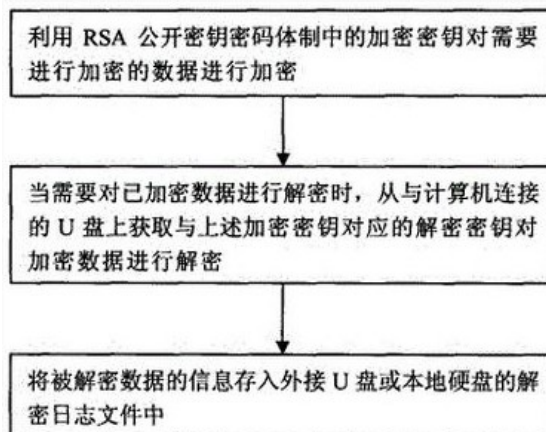 利用 RSA 公开密钥密码体制中的加密密钥对需要
进行加密的数据进行加密
当需要对已加密数据进行解密时，从与计算机连接
的 U 盘上获取与上述加密密钥对应的解密密钥对
加密数据进行解密
将被解密数据的信息存入外接 U 盘或本地硬盘的解
密日志文件中